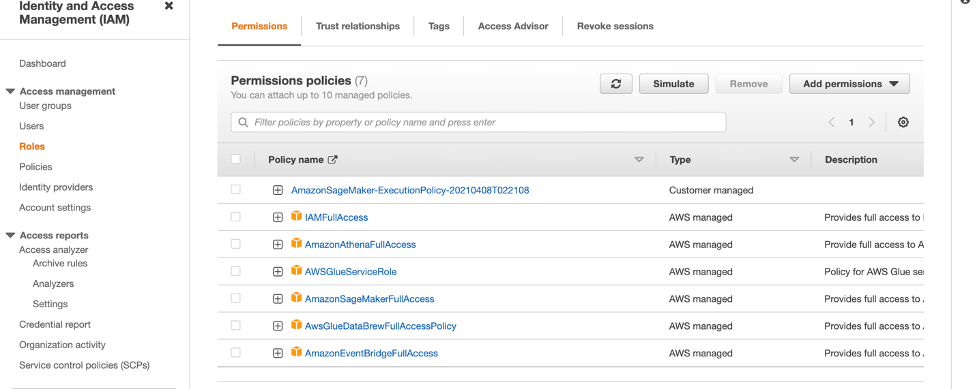 Identity and Access
Management (IAM)
Dashboard
Access management
User groups
Users
Roles
Policies
Identity providers
Account settings
Access reports
Access analyzer
Archive rules
Analyzers
Settings
Credential report
Organization activity
Service control policies (SCPs)
Permissions Trust relationships Tags Access Advisor Revoke sessions
Permissions policies (7)
You can attach up to 10 managed policies.
Simulate Remove Add permissions
Filter policies by property or policy name and press enter
1
Policy name Type Description
AmazonSageMaker-ExecutionPolicy-20210408T022108 Customer managed
IAMFullAccess AWS managed Provides full access to
AmazonAthenaFullAccess AWS managed Provide full access to A
AWSGlueServiceRole AWS managed Policy for AWS Glue se
AmazonSageMakerFullAccess AWS managed Provides full access to
AwsGlueDataBrewFullAccessPolicy AWS managed Provides full access to
AmazonEventBridgeFullAccess AWS managed Provides full access to